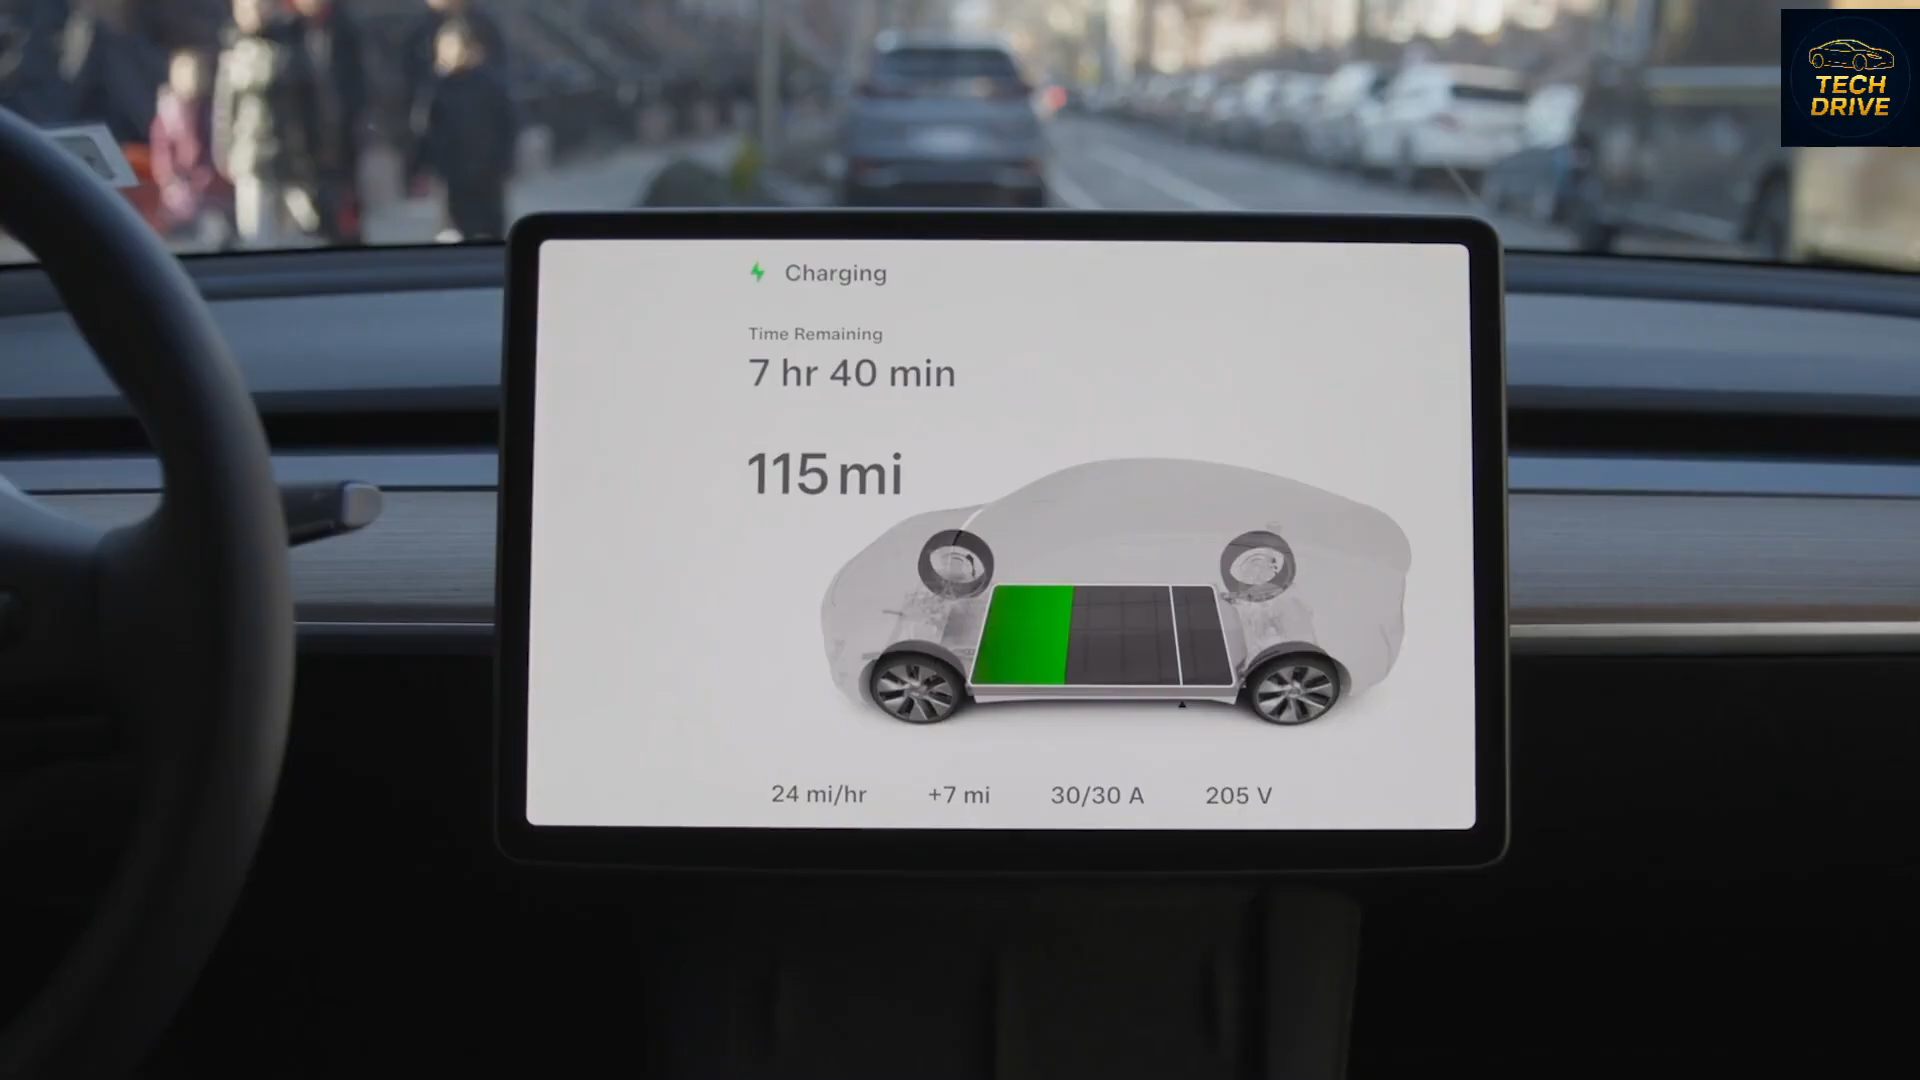 TECH
DRIVE
Charging
Time Remaining
7 hr 40 min
115 mi
24 mi/hr
+7 mi
30/30 A
205 V